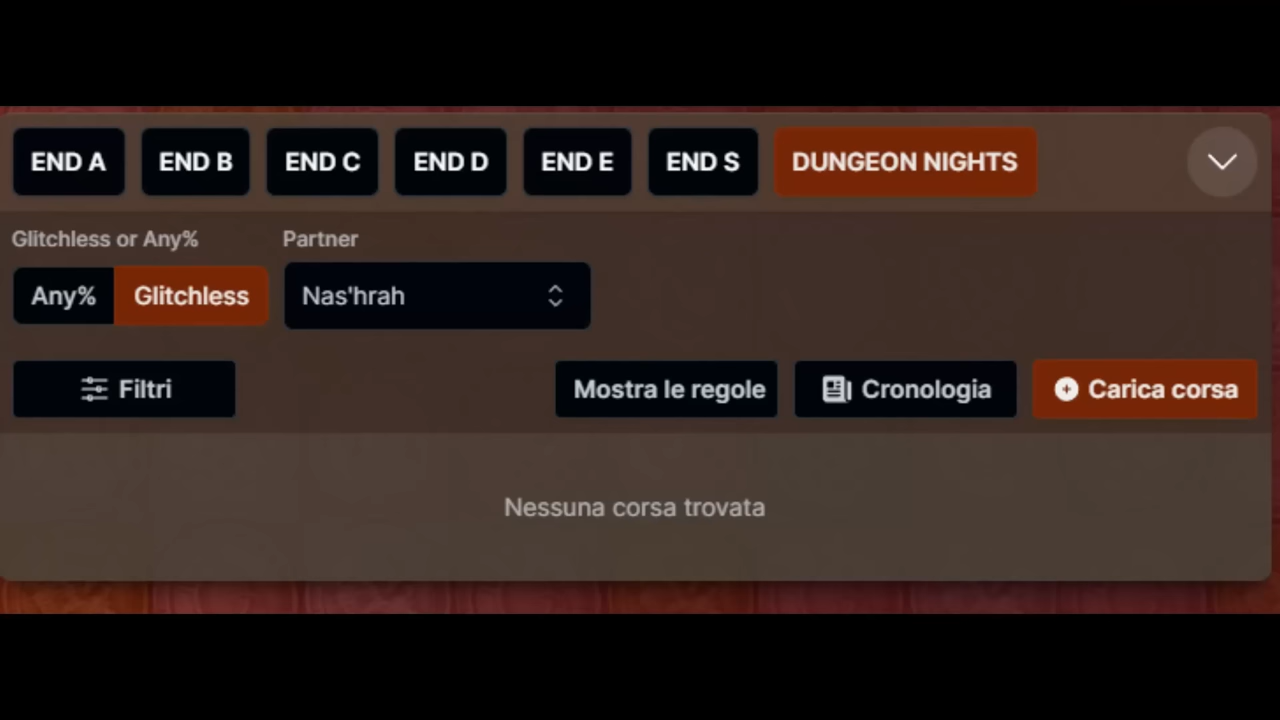 END A END B END C END D END E END S DUNGEON NIGHTS
Glitchless or Any% Partner
Any% Glitchless Nas'hrah
Filtri Mostra le regole Cronologia Carica corsa
Nessuna corsa trovata